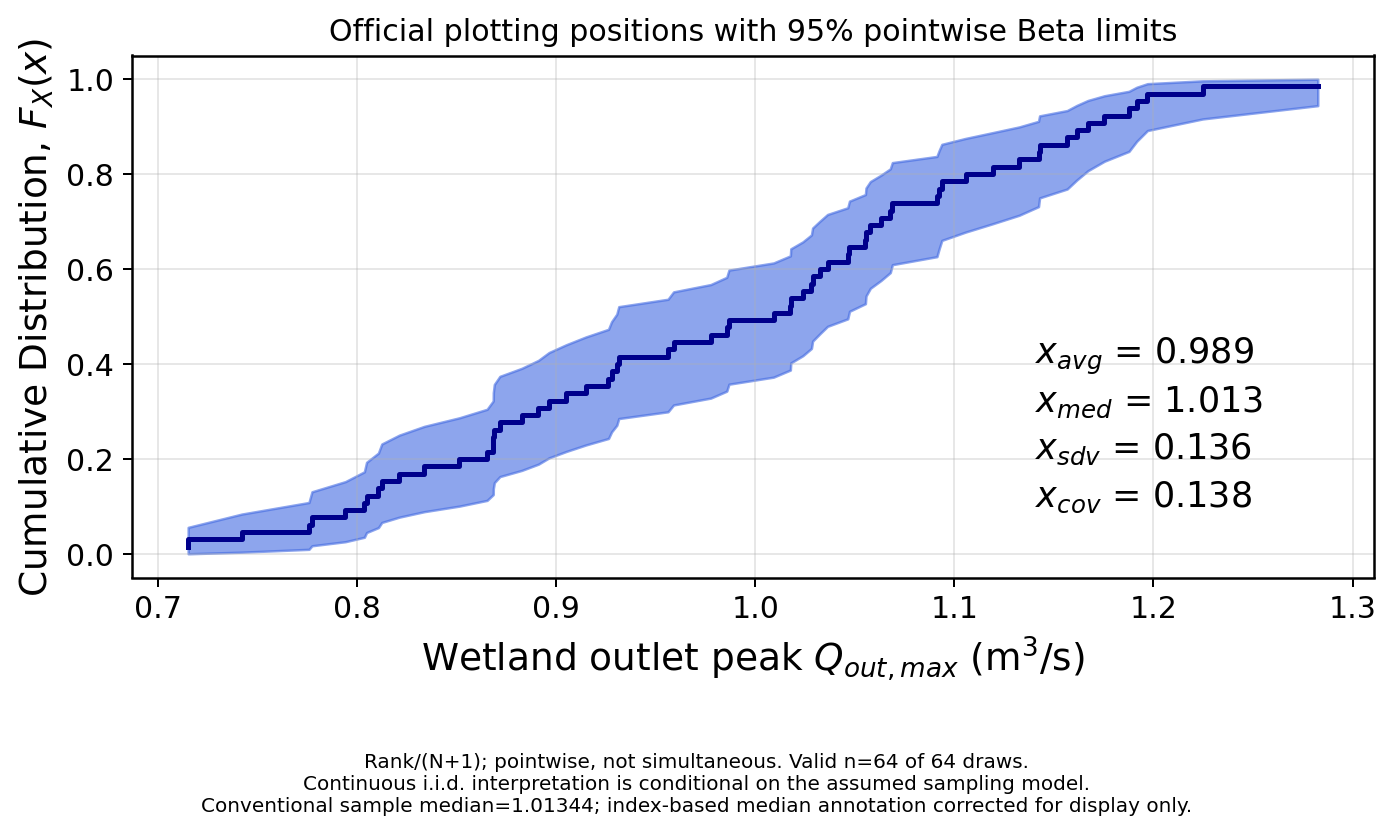 Official plotting positions with 95% pointwise Beta limits
Cumulative Distribution, F_X(x)
1.0
0.8
0.6
0.4
0.2
0.0
x_avg = 0.989
x_med = 1.013
x_sdv = 0.136
x_cov = 0.138
0.7 0.8 0.9 1.0 1.1 1.2 1.3
Wetland outlet peak Q_out,max (m³/s)
Rank/(N+1); pointwise, not simultaneous. Valid n=64 of 64 draws.
Continuous i.i.d. interpretation is conditional on the assumed sampling model.
Conventional sample median=1.01344; index-based median annotation corrected for display only.